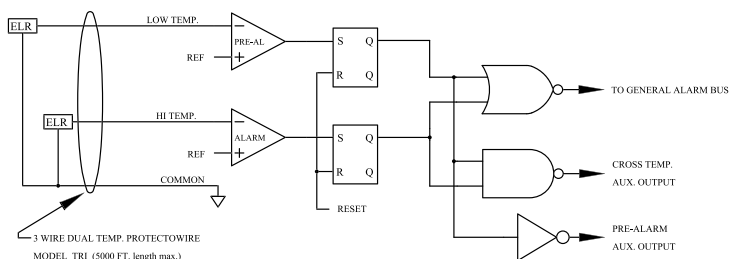 ELR
LOW TEMP.
PRE-AL
REF
S Q
R Q
TO GENERAL ALARM BUS
ELR
HI TEMP.
ALARM
REF
S Q
R Q
CROSS TEMP.
AUX. OUTPUT
COMMON
RESET
PRE-ALARM
AUX. OUTPUT
3 WIRE DUAL TEMP. PROTECTOWIRE
MODEL TRI (5000 FT. length max.)